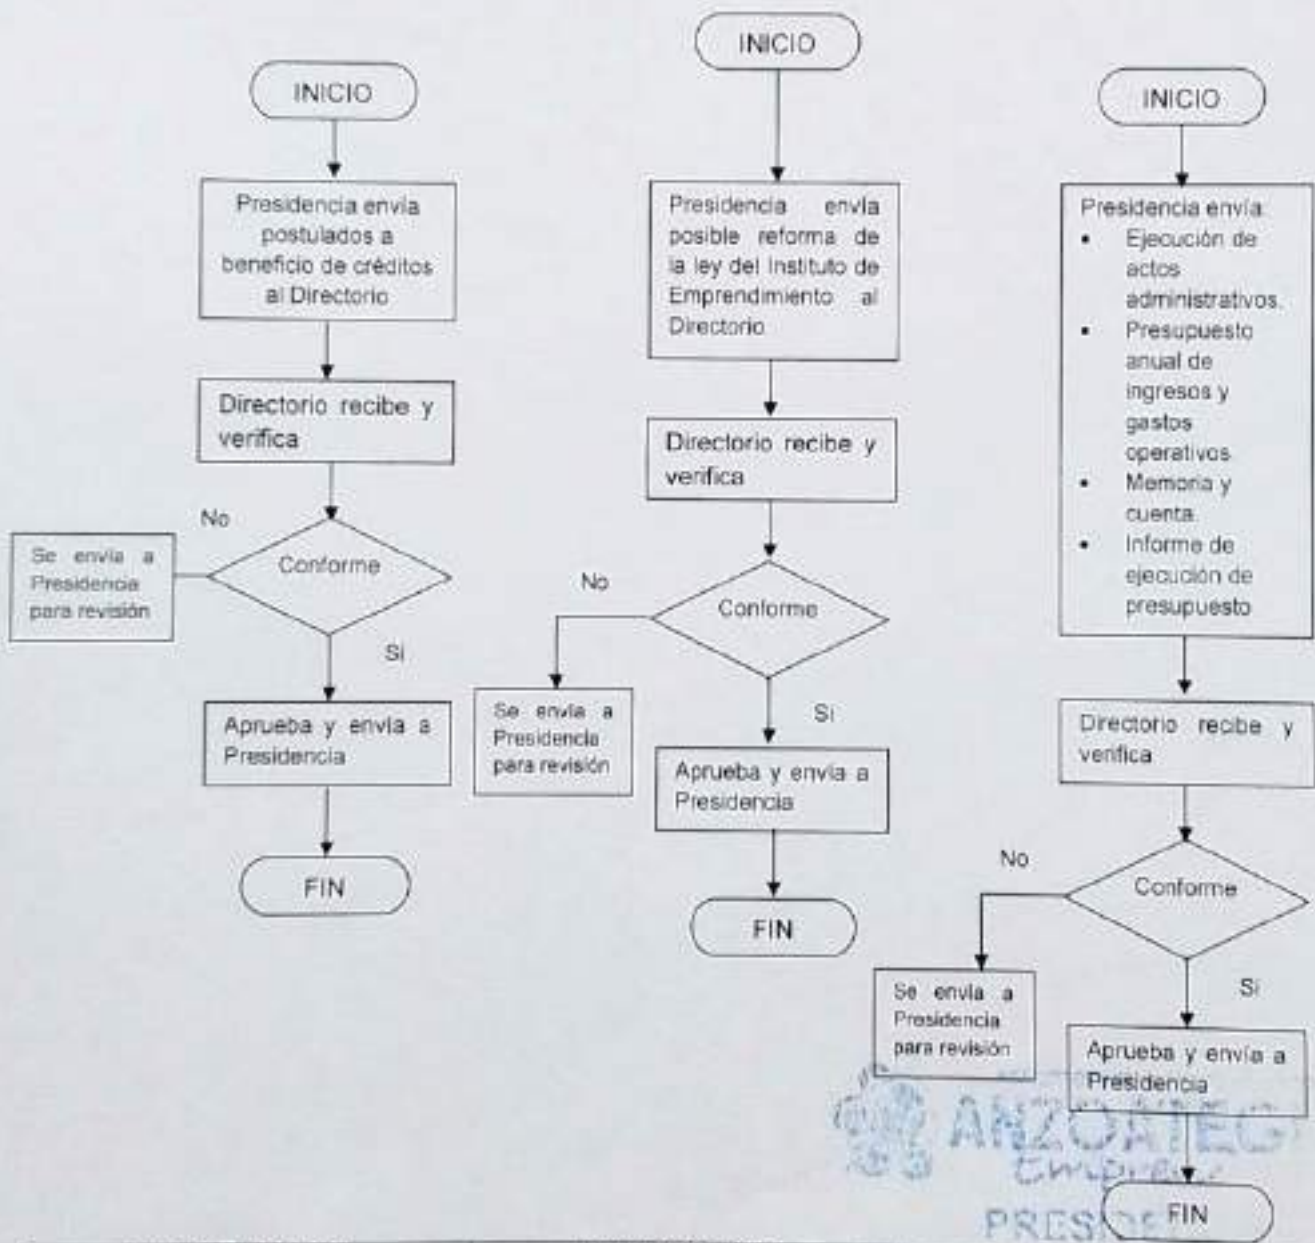 INICIO
Presidencia envía
postulados a
beneficio de créditos
al Directorio
Directorio recibe y
verifica
No
Conforme
Se envía a
Presidencia
para revisión
Si
Aprueba y envía a
Presidencia
FIN
INICIO
Presidencia envía
posible reforma de
la ley del Instituto de
Emprendimiento al
Directorio
Directorio recibe y
verifica
No
Conforme
Se envía a
Presidencia
para revisión
Si
Aprueba y envía a
Presidencia
FIN
INICIO
Presidencia envía:
• Ejecución de
actos
administrativos.
• Presupuesto
anual de
ingresos y
gastos
operativos
• Memoria y
cuenta.
• Informe de
ejecución de
presupuesto
Directorio recibe y
verifica
No
Conforme
Se envía a
Presidencia
para revisión
Si
Aprueba y envía a
Presidencia
FIN